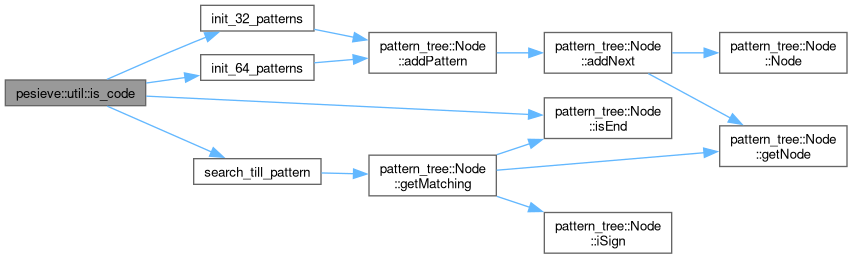 pesieve::util::is_code
init_32_patterns
init_64_patterns
search_till_pattern
pattern_tree::Node
::addPattern
pattern_tree::Node
::getMatching
pattern_tree::Node
::addNext
pattern_tree::Node
::isEnd
pattern_tree::Node
::iSign
pattern_tree::Node
::Node
pattern_tree::Node
::getNode